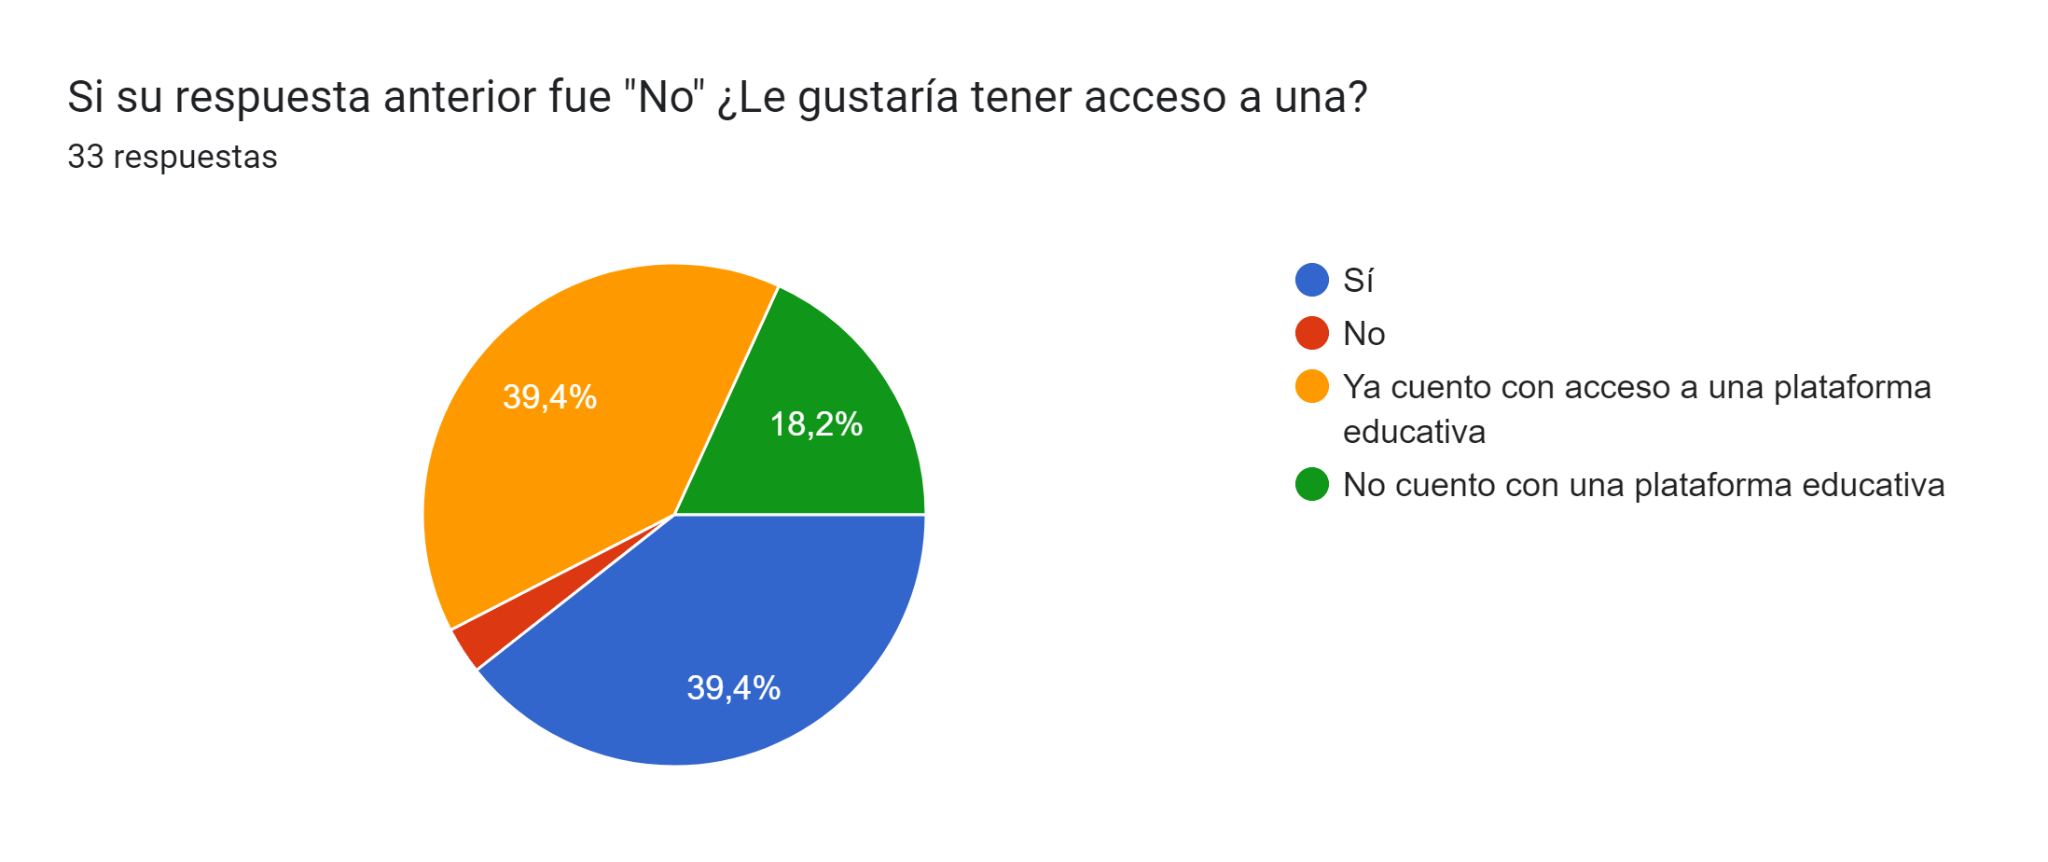 Si su respuesta anterior fue "No" ¿Le gustaría tener acceso a una?
33 respuestas
39,4%
18,2%
39,4%
Sí
No
Ya cuento con acceso a una plataforma
educativa
No cuento con una plataforma educativa